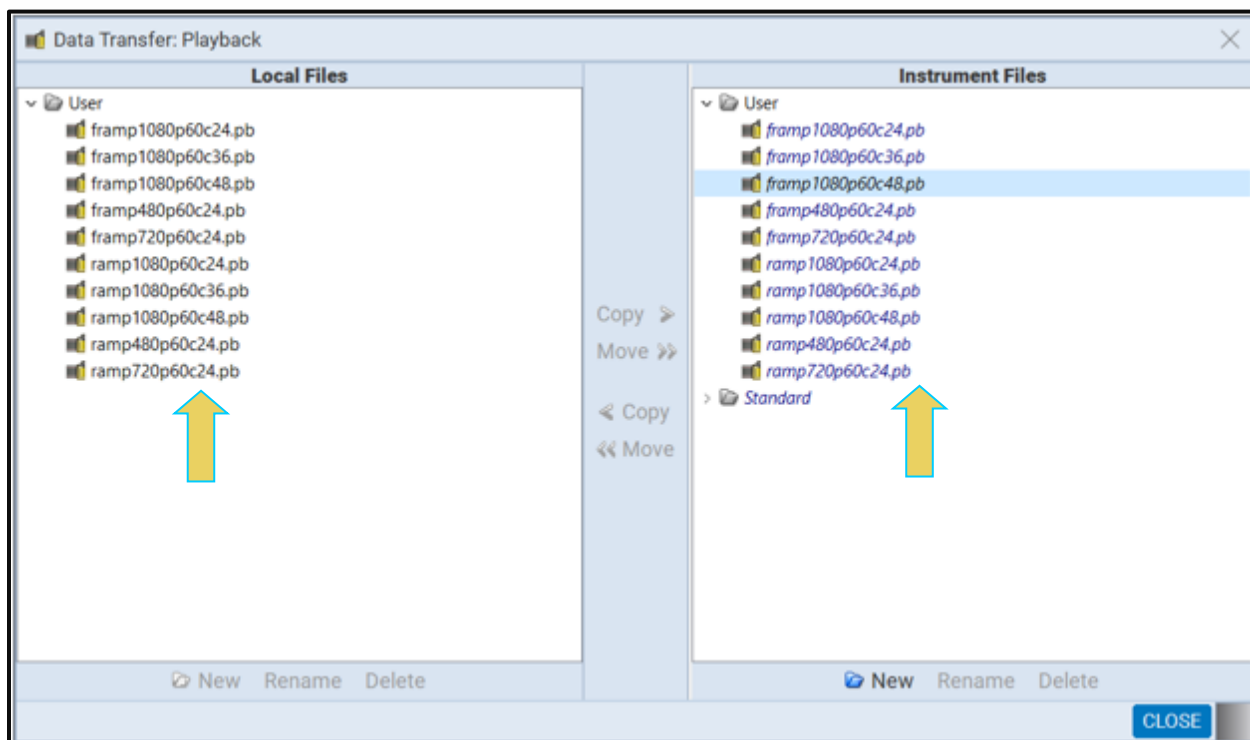 Data Transfer: Playback
Local Files
User
framp1080p60c24.pb
framp1080p60c36.pb
framp1080p60c48.pb
framp480p60c24.pb
framp720p60c24.pb
ramp1080p60c24.pb
ramp1080p60c36.pb
ramp1080p60c48.pb
ramp480p60c24.pb
ramp720p60c24.pb
New Rename Delete
Copy
Move
Copy
Move
Instrument Files
User
framp1080p60c24.pb
framp1080p60c36.pb
framp1080p60c48.pb
framp480p60c24.pb
framp720p60c24.pb
ramp1080p60c24.pb
ramp1080p60c36.pb
ramp1080p60c48.pb
ramp480p60c24.pb
ramp720p60c24.pb
Standard
New Rename Delete
CLOSE